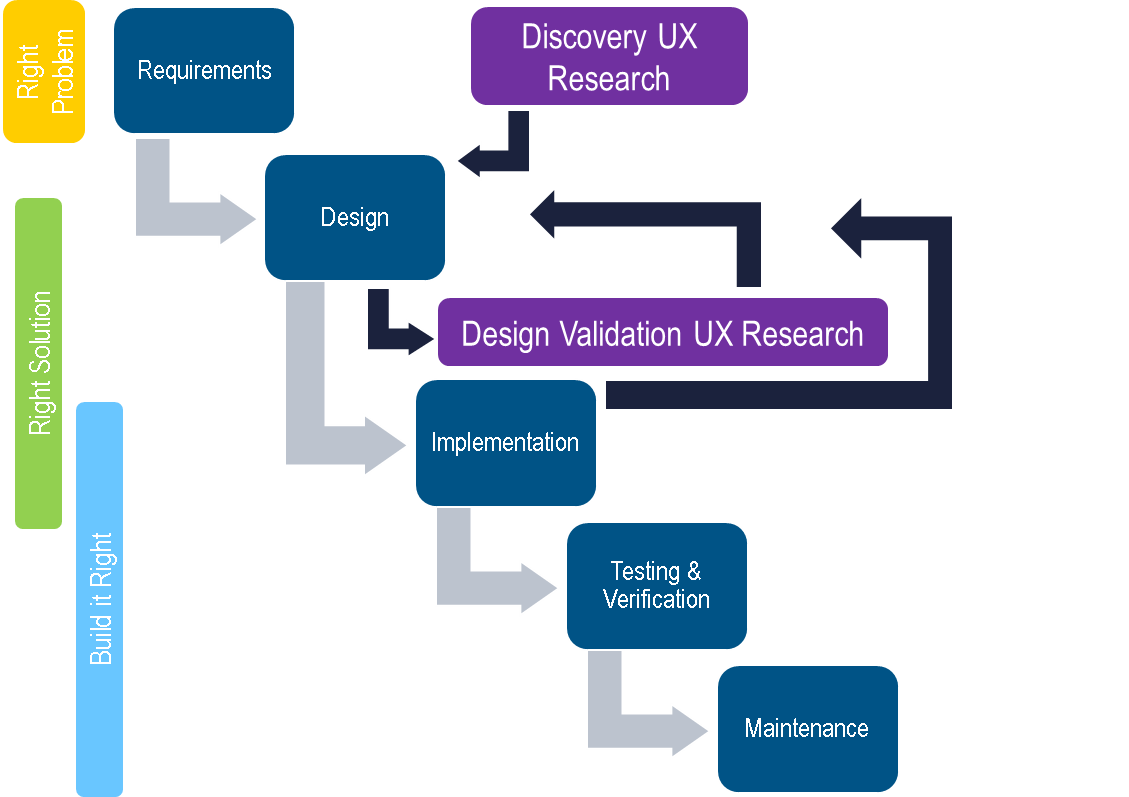 Right
Problem
Requirements
Discovery UX
Research
Design
Right Solution
Design Validation UX Research
Implementation
Build it Right
Testing &
Verification
Maintenance